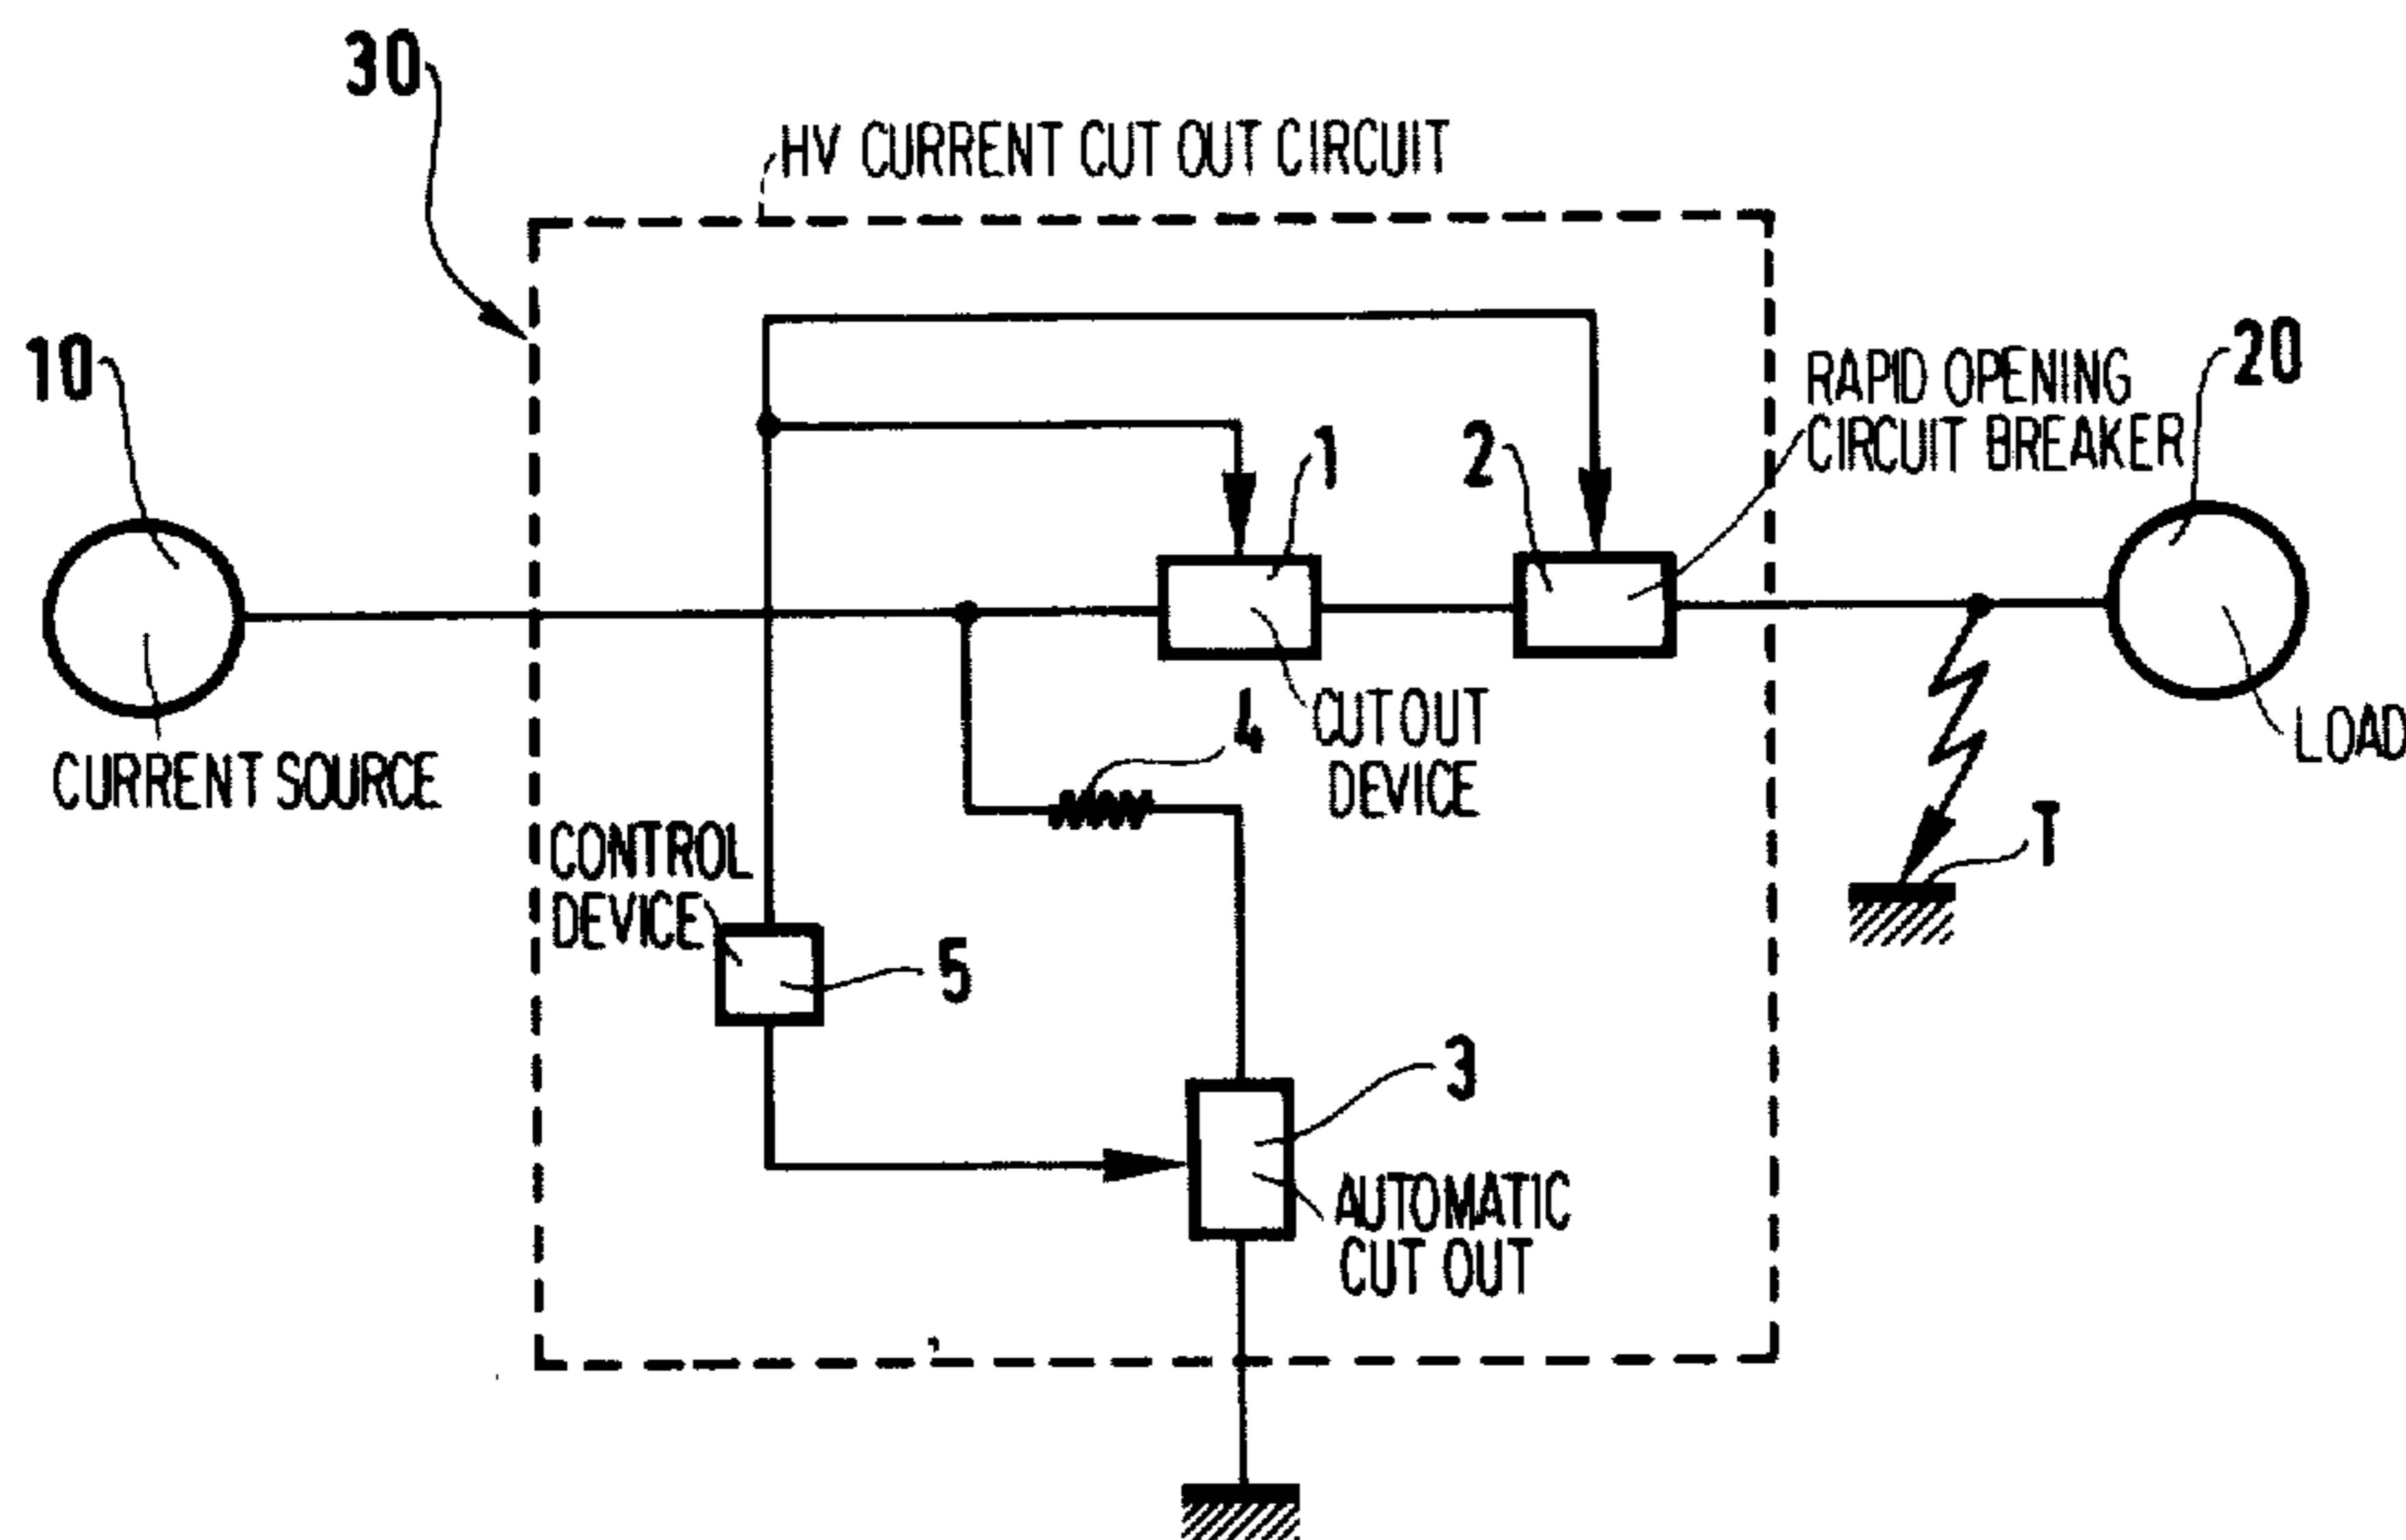 30
HV CURRENT CUT OUT CIRCUIT
10
20
RAPID OPENING
CIRCUIT BREAKER
1
2
CURRENT SOURCE
4
CUT OUT
DEVICE
LOAD
CONTROL
DEVICE
T
5
3
AUTOMATIC
CUT OUT